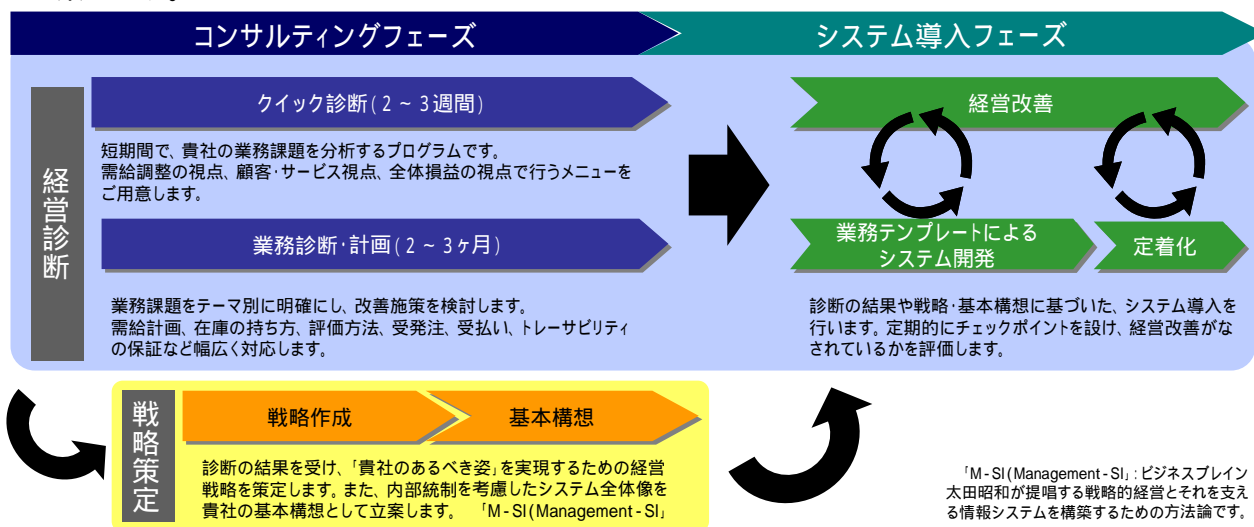 コンサルティングフェーズ
システム導入フェーズ
経営診断
クイック診断(2~3週間)
短期間で、貴社の業務課題を分析するプログラムです。
需給調整の視点、顧客・サービス視点、全体損益の視点で行うメニューを
ご用意します。
業務診断・計画(2~3ヶ月)
業務課題をテーマ別に明確にし、改善施策を検討します。
需給計画、在庫の持ち方、評価方法、受発注、受払い、トレーサビリティ
の保証など幅広く対応します。
経営改善
業務テンプレートによる
システム開発
定着化
診断の結果や戦略・基本構想に基づいた、システム導入を
行います。定期的にチェックポイントを設け、経営改善がな
されているかを評価します。
戦略策定
戦略作成
基本構想
診断の結果を受け、「貴社のあるべき姿」を実現するための経営
戦略を策定します。また、内部統制を考慮したシステム全体像を
貴社の基本構想として立案します。 「M-SI(Management-SI」
「M-SI(Management-SI」:ビジネスブレイン
太田昭和が提唱する戦略的経営とそれを支え
る情報システムを構築するための方法論です。